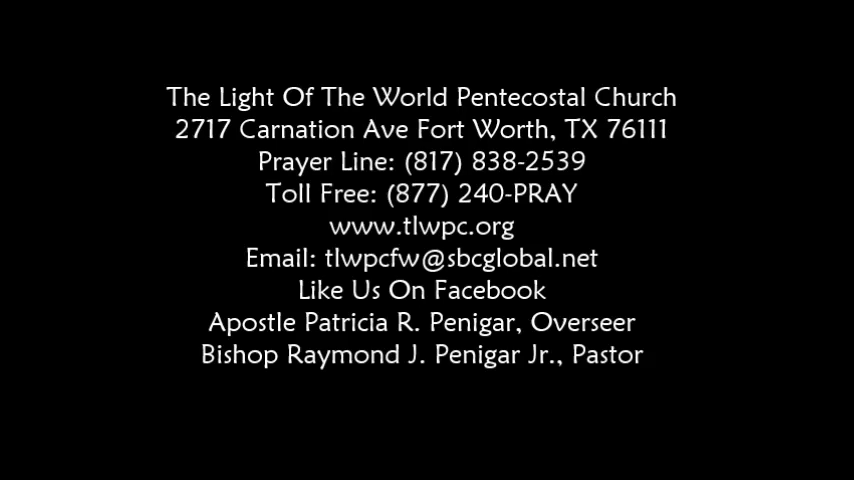 The Light Of The World Pentecostal Church
2717 Carnation Ave Fort Worth, TX 76111
Prayer Line: (817) 838-2539
Toll Free: (877) 240-PRAY
www.tlwpc.org
Email: tlwpcfw@sbcglobal.net
Like Us On Facebook
Apostle Patricia R. Penigar, Overseer
Bishop Raymond J. Penigar Jr., Pastor